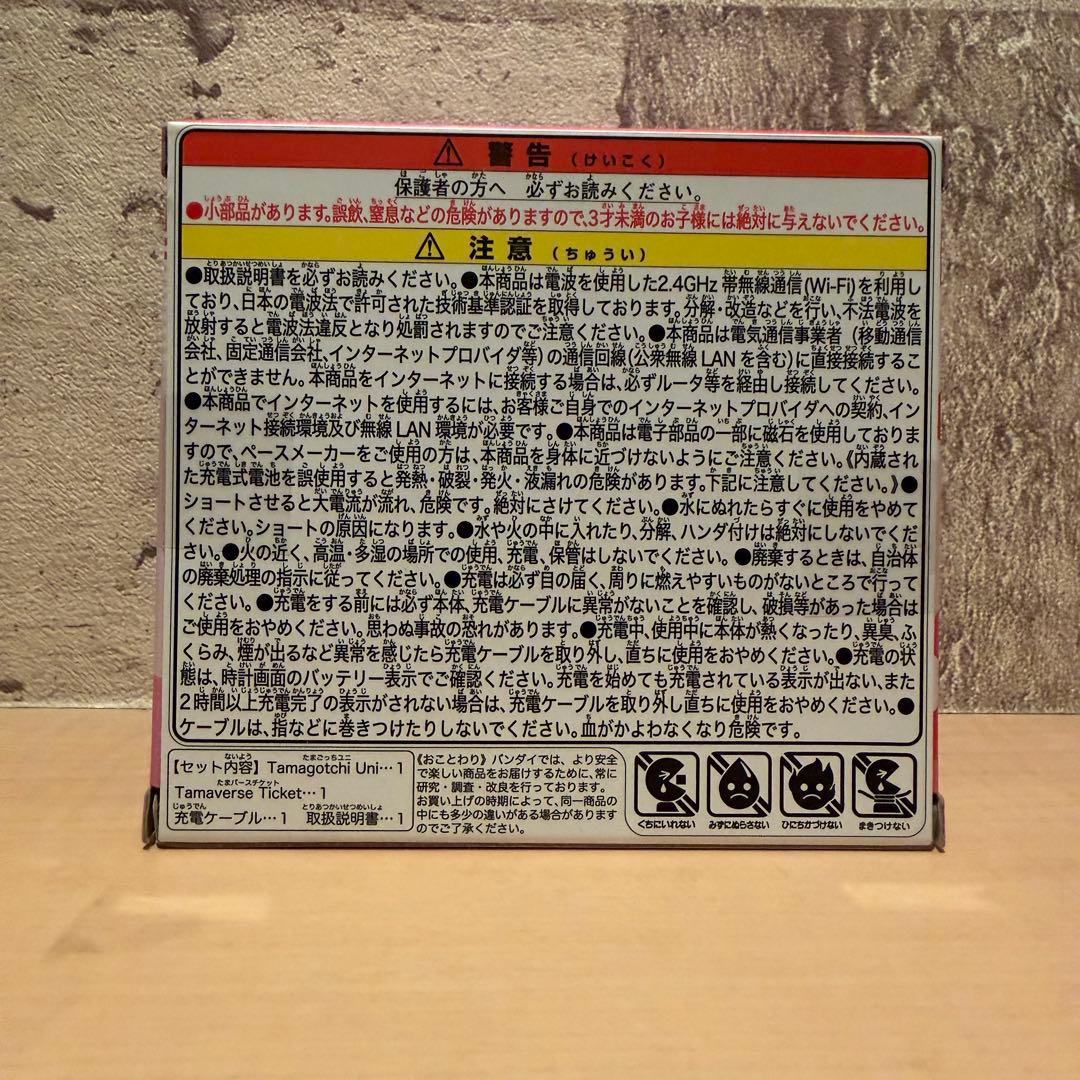 ⚠ 警告 (けいこく)
保護者の方へ 必ずお読みください。
●小部品があります。誤飲、窒息などの危険がありますので、3才未満のお子様には絶対に与えないでください。
⚠ 注意 (ちゅうい)
●取扱説明書を必ずお読みください。●本商品は電波を使用した2.4GHz 帯無線通信(Wi-Fi)を利用し
ており、日本の電波法で許可された技術基準認証を取得しております。分解・改造などを行い、不法電波を
放射すると電波法違反となり処罰されますのでご注意ください。●本商品は電気通信事業者 (移動通信
会社、固定通信会社、インターネットプロバイダ等)の通信回線(公衆無線 LAN を含む)に直接接続するこ
とができません。本商品をインターネットに接続する場合は、必ずルータ等を経由し接続してください。
●本商品でインターネットを使用するには、お客様ご自身でのインターネットプロバイダへの契約、イン
ターネット接続環境及び無線 LAN 環境が必要です。●本商品は電子部品の一部に磁石を使用しておりま
すので、ペースメーカーをご使用の方は、本商品を身体に近づけないようにご注意ください。《内蔵され
た充電式電池を誤使用すると発熱・破裂・発火・液漏れの危険があります。下記に注意してください。》●
ショートさせると大電流が流れ、危険です。絶対にさけてください。●水にぬれたらすぐに使用をやめて
ください。ショートの原因になります。●水や火の中に入れたり、分解、ハンダ付けは絶対にしないでくださ
い。●火の近く、高温・多湿の場所での使用、充電、保管はしないでください。●廃棄するときは、自治体
の廃棄処理の指示に従ってください。●充電は必ず目の届く、周りに燃えやすいものがないところで行って
ください。●充電をする前には必ず本体、充電ケーブルに異常がないことを確認し、破損等があった場合は
ご使用をおやめください。思わぬ事故の恐れがあります。●充電中、使用中に本体が熱くなったり、異臭、ふ
くらみ、煙が出るなど異常を感じたら充電ケーブルを取り外し、直ちに使用をおやめください。●充電の状
態は、時計画面のバッテリー表示でご確認ください。充電を始めても充電されている表示が出ない、また
2時間以上充電完了の表示がされない場合は、充電ケーブルを取り外し直ちに使用をおやめください。●
ケーブルは、指などに巻きつけたりしないでください。血がかよわなくなり危険です。
【セット内容】Tamagotchi Uni…1
Tamaverse Ticket…1
充電ケーブル…1 取扱説明書…1
《おことわり》バンダイでは、より安全
で楽しい商品をお届けするために、常に
研究・調査・改良を行っております。
お買い上げの時期によって、同一商品の
中にも多少の違いがある場合があります
のでご了承ください。
くちにいれない みずにぬらさない ひにちかづけない まきつけない